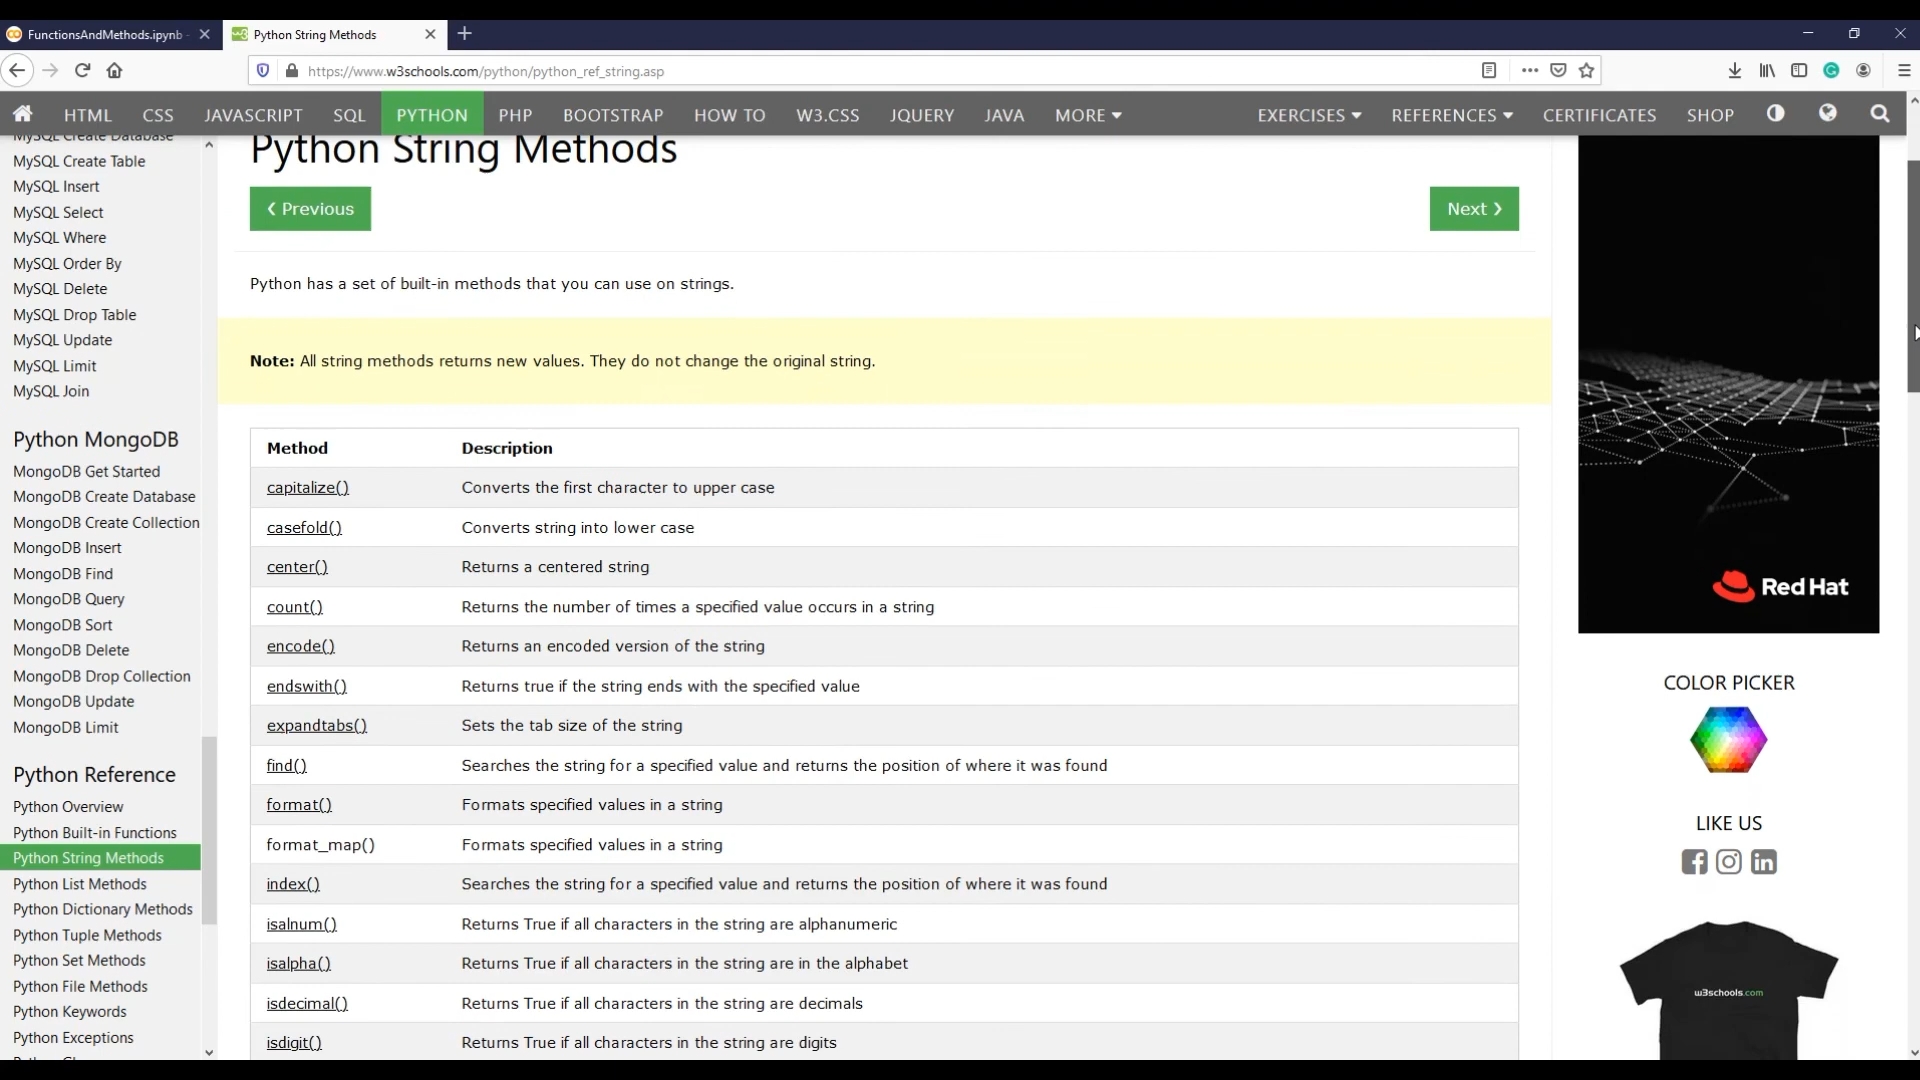 FunctionsAndMethods.ipynb -
Python String Methods
https://www.w3schools.com/python/python_ref_string.asp
HTML CSS JAVASCRIPT SQL PYTHON PHP BOOTSTRAP HOW TO W3.CSS JQUERY JAVA MORE EXERCISES REFERENCES CERTIFICATES SHOP
MySQL Create Database
MySQL Create Table
MySQL Insert
MySQL Select
MySQL Where
MySQL Order By
MySQL Delete
MySQL Drop Table
MySQL Update
MySQL Limit
MySQL Join
Python MongoDB
MongoDB Get Started
MongoDB Create Database
MongoDB Create Collection
MongoDB Insert
MongoDB Find
MongoDB Query
MongoDB Sort
MongoDB Delete
MongoDB Drop Collection
MongoDB Update
MongoDB Limit
Python Reference
Python Overview
Python Built-in Functions
Python String Methods
Python List Methods
Python Dictionary Methods
Python Tuple Methods
Python Set Methods
Python File Methods
Python Keywords
Python Exceptions
Python String Methods
❮ Previous
Next ❯
Python has a set of built-in methods that you can use on strings.
Note: All string methods returns new values. They do not change the original string.
Method Description
capitalize() Converts the first character to upper case
casefold() Converts string into lower case
center() Returns a centered string
count() Returns the number of times a specified value occurs in a string
encode() Returns an encoded version of the string
endswith() Returns true if the string ends with the specified value
expandtabs() Sets the tab size of the string
find() Searches the string for a specified value and returns the position of where it was found
format() Formats specified values in a string
format_map() Formats specified values in a string
index() Searches the string for a specified value and returns the position of where it was found
isalnum() Returns True if all characters in the string are alphanumeric
isalpha() Returns True if all characters in the string are in the alphabet
isdecimal() Returns True if all characters in the string are decimals
isdigit() Returns True if all characters in the string are digits
Red Hat
COLOR PICKER
LIKE US
w3schools.com